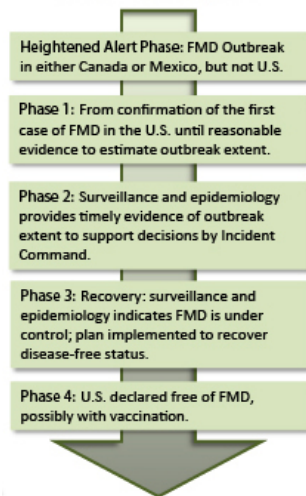 Heightened Alert Phase: FMD Outbreak
in either Canada or Mexico, but not U.S.
Phase 1: From confirmation of the first
case of FMD in the U.S. until reasonable
evidence to estimate outbreak extent.
Phase 2: Surveillance and epidemiology
provides timely evidence of outbreak
extent to support decisions by Incident
Command.
Phase 3: Recovery: surveillance and
epidemiology indicates FMD is under
control; plan implemented to recover
disease-free status.
Phase 4: U.S. declared free of FMD,
possibly with vaccination.